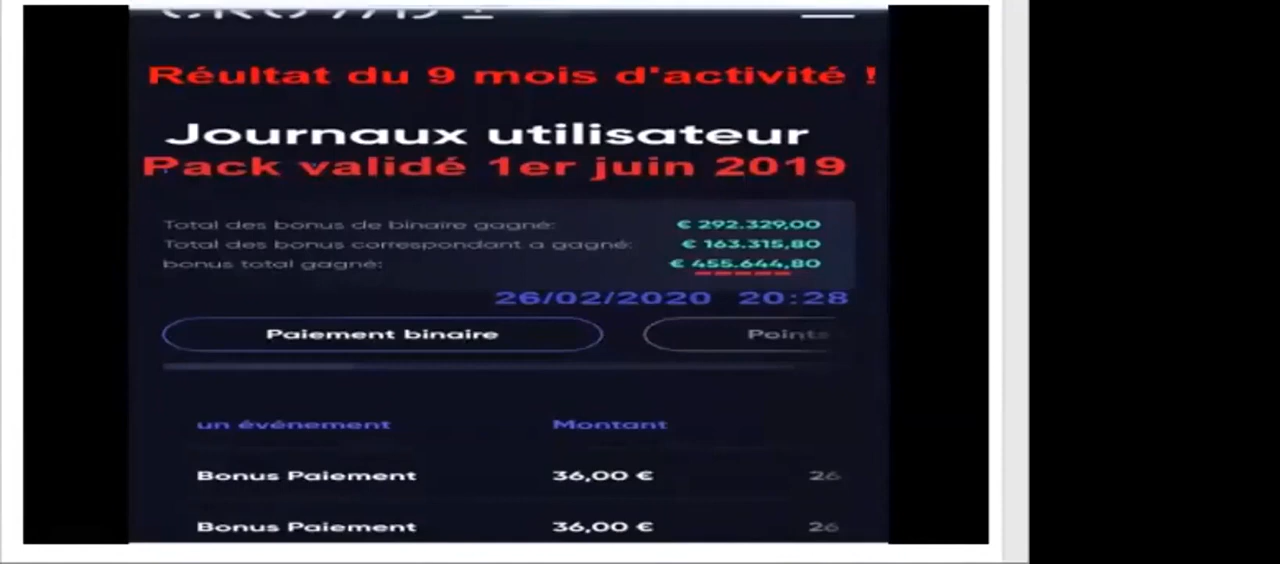 Réultat du 9 mois d'activité !
Journaux utilisateur
Pack validé 1er juin 2019
Total des bonus de binaire gagné: € 292.329,00
Total des bonus correspondant a gagné: € 163.315,80
bonus total gagné: € 455.644,80
26/02/2020 20:28
Paiement binaire Points
un événement Montant
Bonus Paiement 36,00 € 26
Bonus Paiement 36,00 € 26